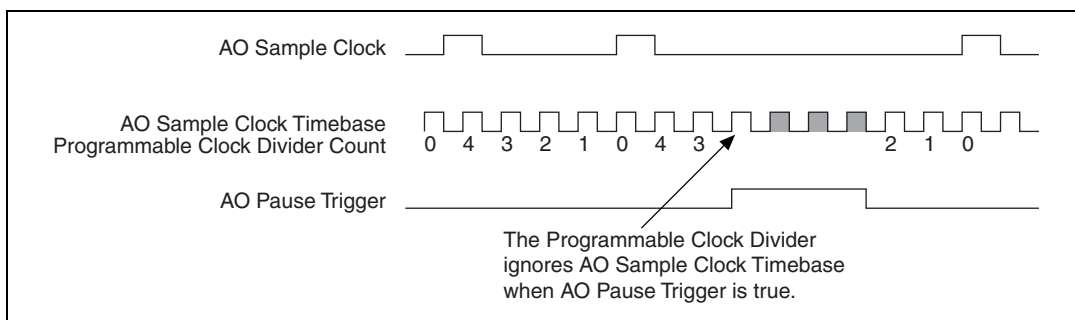 AO Sample Clock
AO Sample Clock Timebase
Programmable Clock Divider Count
0 4 3 2 1 0 4 3 2 1 0
AO Pause Trigger
The Programmable Clock Divider
ignores AO Sample Clock Timebase
when AO Pause Trigger is true.